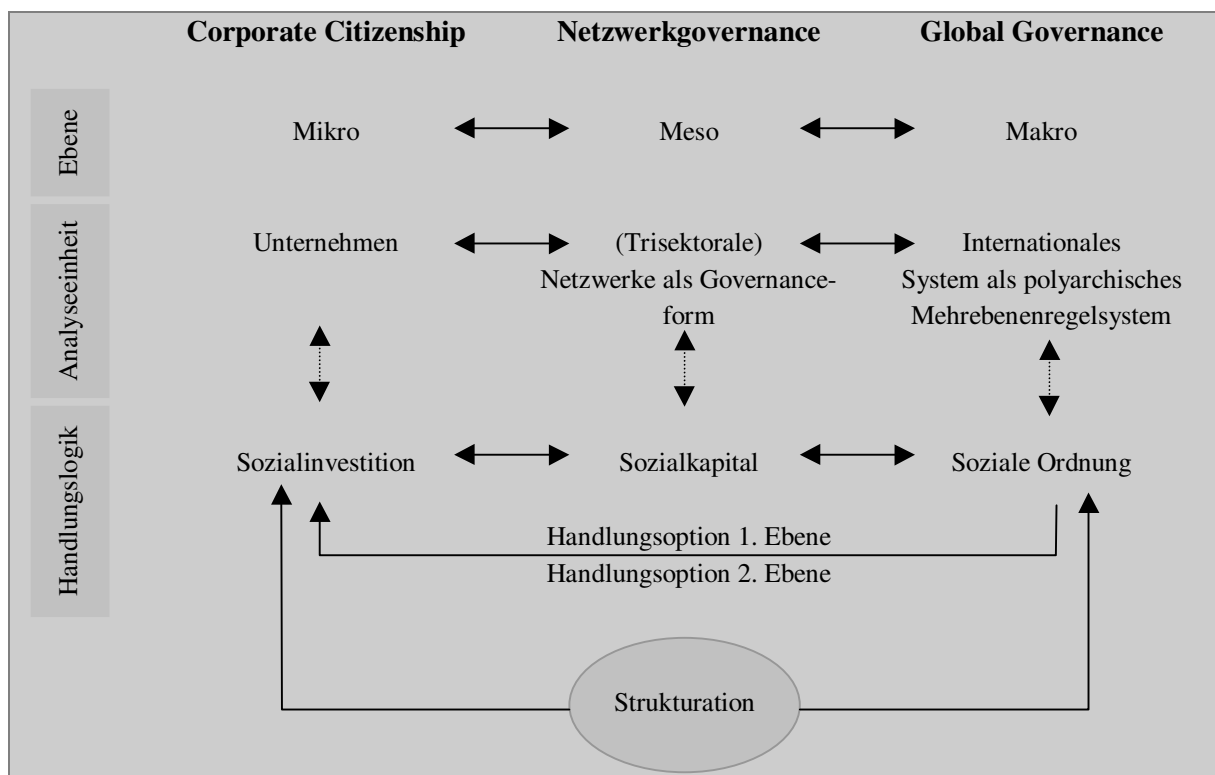 Corporate Citizenship Netzwerkgovernance Global Governance
Ebene
Mikro Meso Makro
Analyseeinheit
Unternehmen (Trisektorale) Internationales
Netzwerke als Governance- System als polyarchisches
form Mehrebenenregelsystem
Handlungslogik
Sozialinvestition Sozialkapital Soziale Ordnung
Handlungsoption 1. Ebene
Handlungsoption 2. Ebene
Strukturation